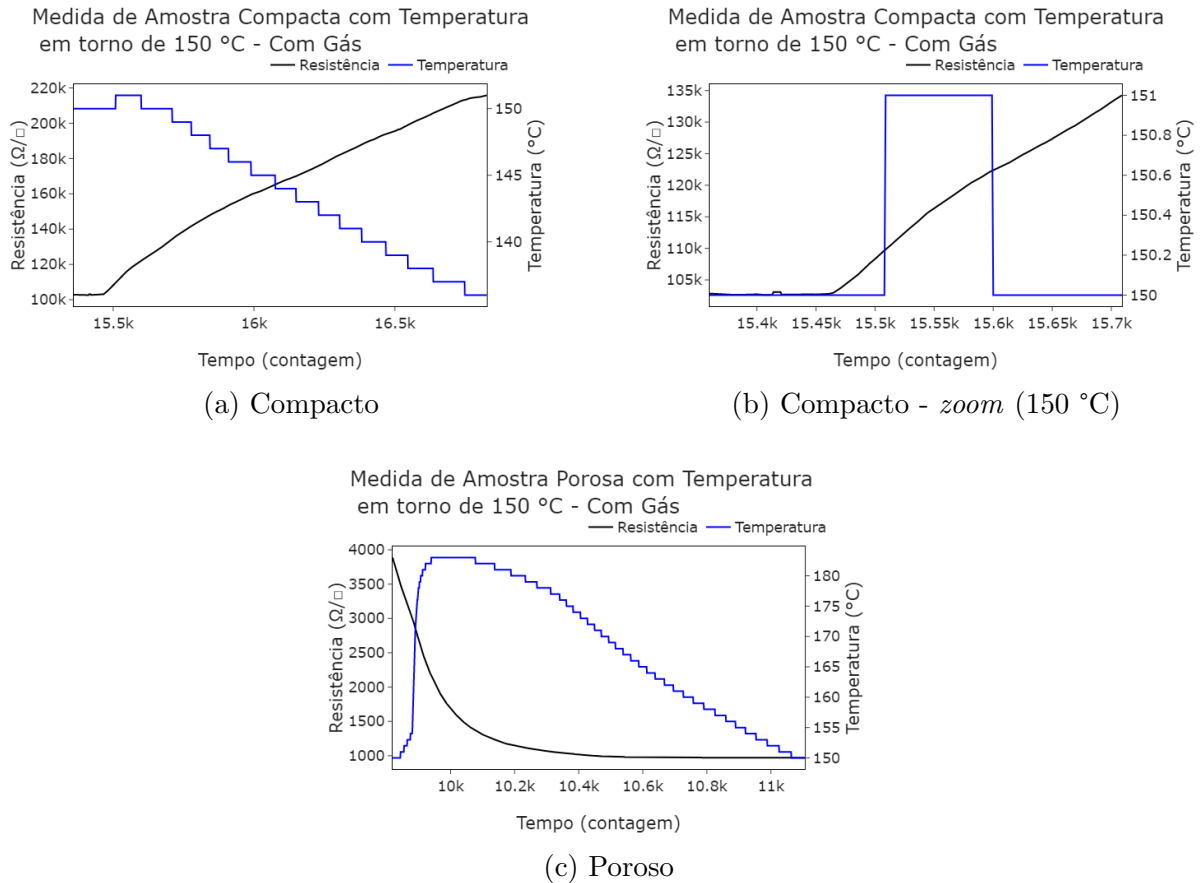 Medida de Amostra Compacta com Temperatura
em torno de 150 °C - Com Gás
Resistência Temperatura
220k
200k
180k
160k
140k
120k
100k
Resistência (Ω/□)
150
145
140
Temperatura (°C)
15.5k 16k 16.5k
Tempo (contagem)
(a) Compacto
Medida de Amostra Compacta com Temperatura
em torno de 150 °C - Com Gás
Resistência Temperatura
135k
130k
125k
120k
115k
110k
105k
Resistência (Ω/□)
151
150.8
150.6
150.4
150.2
150
Temperatura (°C)
15.4k 15.45k 15.5k 15.55k 15.6k 15.65k 15.7k
Tempo (contagem)
(b) Compacto - zoom (150 °C)
Medida de Amostra Porosa com Temperatura
em torno de 150 °C - Com Gás
Resistência Temperatura
4000
3500
3000
2500
2000
1500
1000
Resistência (Ω/□)
180
175
170
165
160
155
150
Temperatura (°C)
10k 10.2k 10.4k 10.6k 10.8k 11k
Tempo (contagem)
(c) Poroso